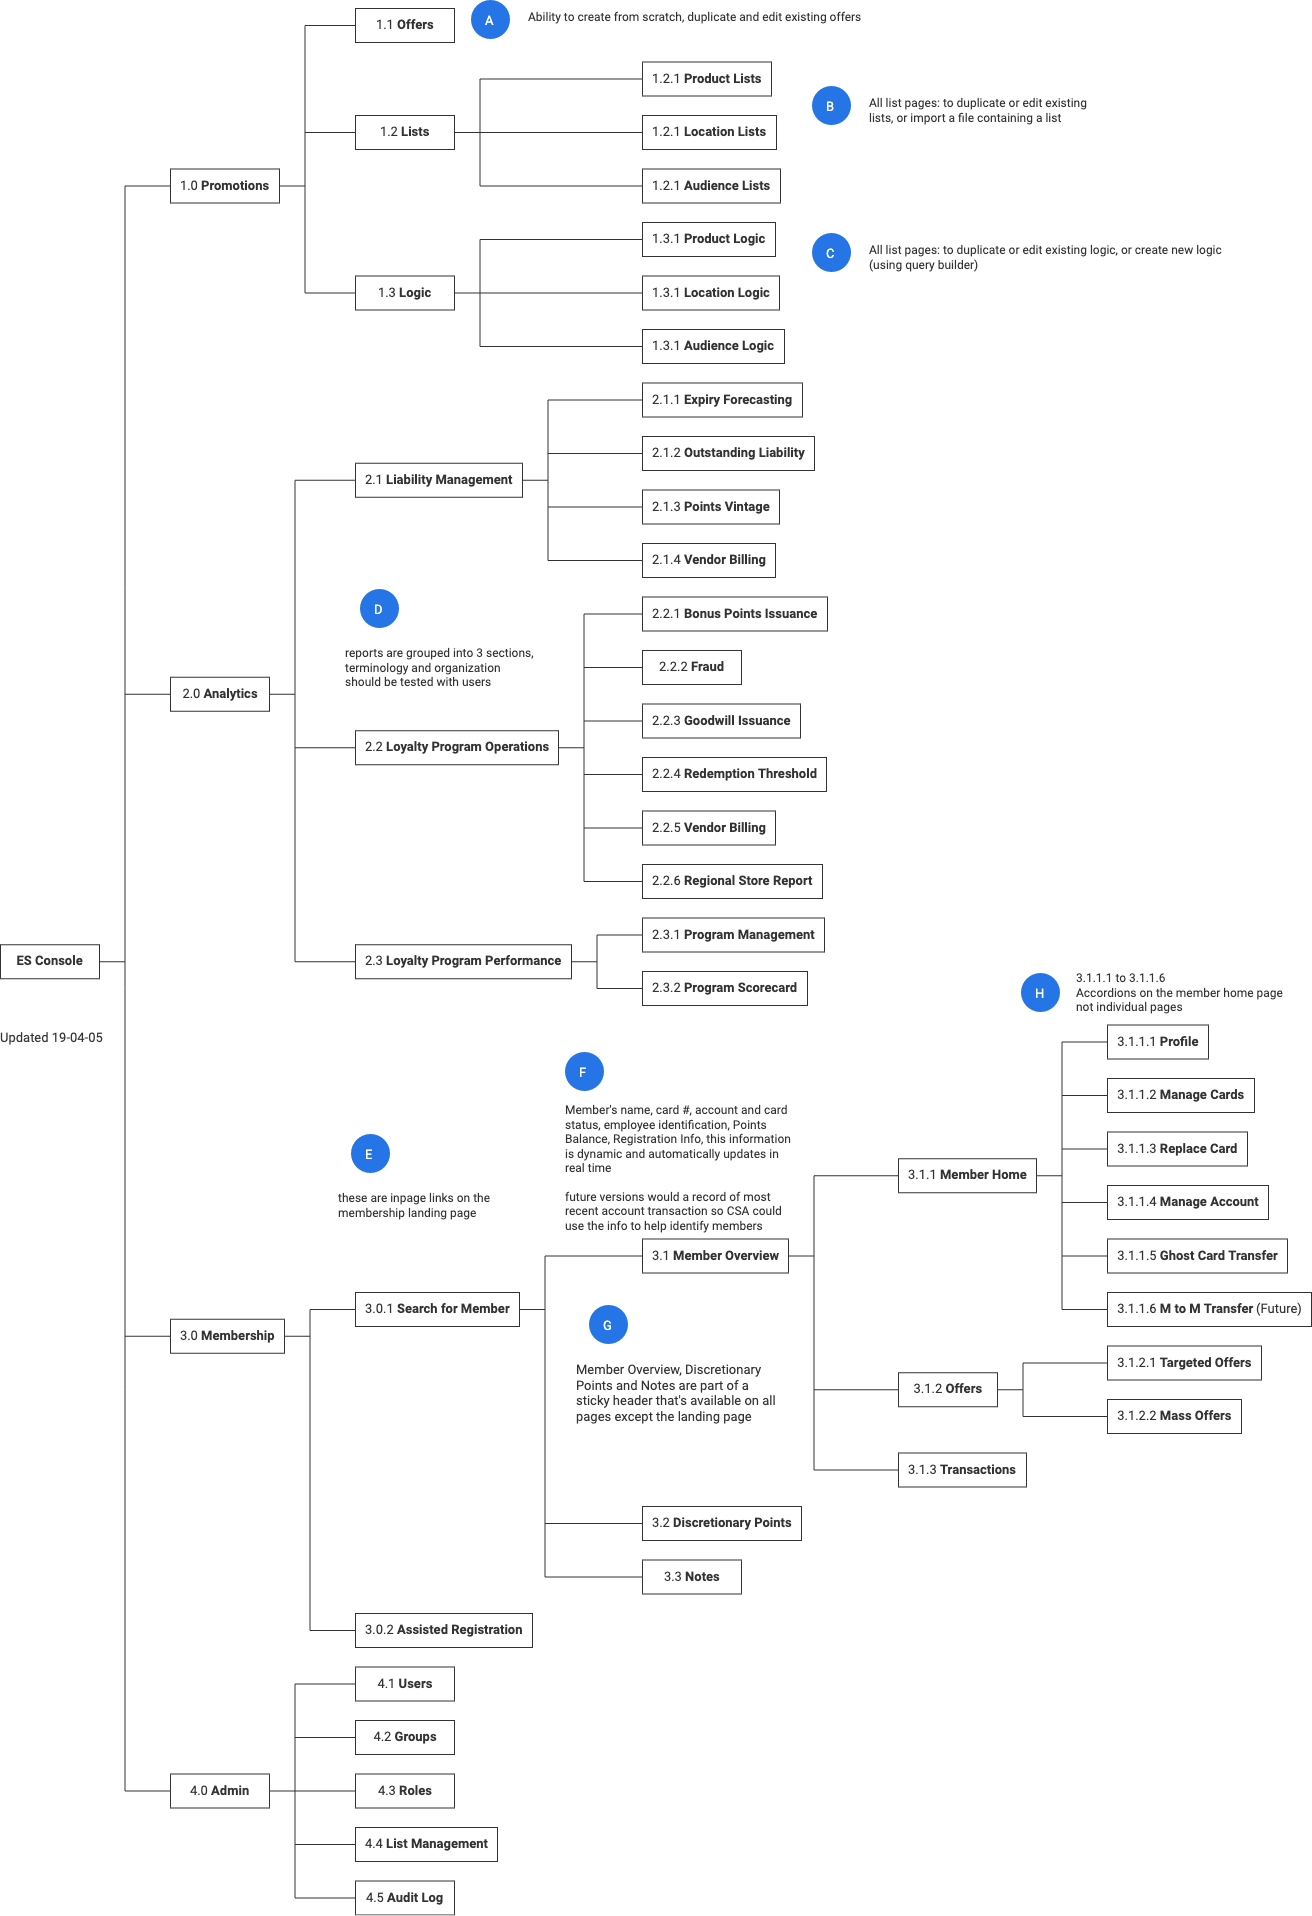 1.1 Offers
A
Ability to create from scratch, duplicate and edit existing offers
1.2.1 Product Lists
B
All list pages: to duplicate or edit existing
lists, or import a file containing a list
1.2 Lists
1.2.1 Location Lists
1.0 Promotions
1.2.1 Audience Lists
1.3.1 Product Logic
C
All list pages: to duplicate or edit existing logic, or create new logic
(using query builder)
1.3 Logic
1.3.1 Location Logic
1.3.1 Audience Logic
2.1.1 Expiry Forecasting
2.1.2 Outstanding Liability
2.1 Liability Management
2.1.3 Points Vintage
2.1.4 Vendor Billing
D
reports are grouped into 3 sections,
terminology and organization
should be tested with users
2.2.1 Bonus Points Issuance
2.2.2 Fraud
2.0 Analytics
2.2.3 Goodwill Issuance
2.2 Loyalty Program Operations
2.2.4 Redemption Threshold
2.2.5 Vendor Billing
2.2.6 Regional Store Report
2.3.1 Program Management
ES Console
2.3 Loyalty Program Performance
2.3.2 Program Scorecard
Updated 19-04-05
H
3.1.1.1 to 3.1.1.6
Accordions on the member home page
not individual pages
3.1.1.1 Profile
F
Member's name, card #, account and card
status, employee identification, Points
Balance, Registration Info, this information
is dynamic and automatically updates in
real time
future versions would a record of most
recent account transaction so CSA could
use the info to help identify members
3.1.1.2 Manage Cards
E
these are inpage links on the
membership landing page
3.1.1.3 Replace Card
3.1.1 Member Home
3.1.1.4 Manage Account
3.1 Member Overview
3.1.1.5 Ghost Card Transfer
3.0.1 Search for Member
3.1.1.6 M to M Transfer (Future)
3.0 Membership
G
Member Overview, Discretionary
Points and Notes are part of a
sticky header that's available on all
pages except the landing page
3.1.2.1 Targeted Offers
3.1.2 Offers
3.1.2.2 Mass Offers
3.1.3 Transactions
3.2 Discretionary Points
3.3 Notes
3.0.2 Assisted Registration
4.1 Users
4.2 Groups
4.0 Admin
4.3 Roles
4.4 List Management
4.5 Audit Log